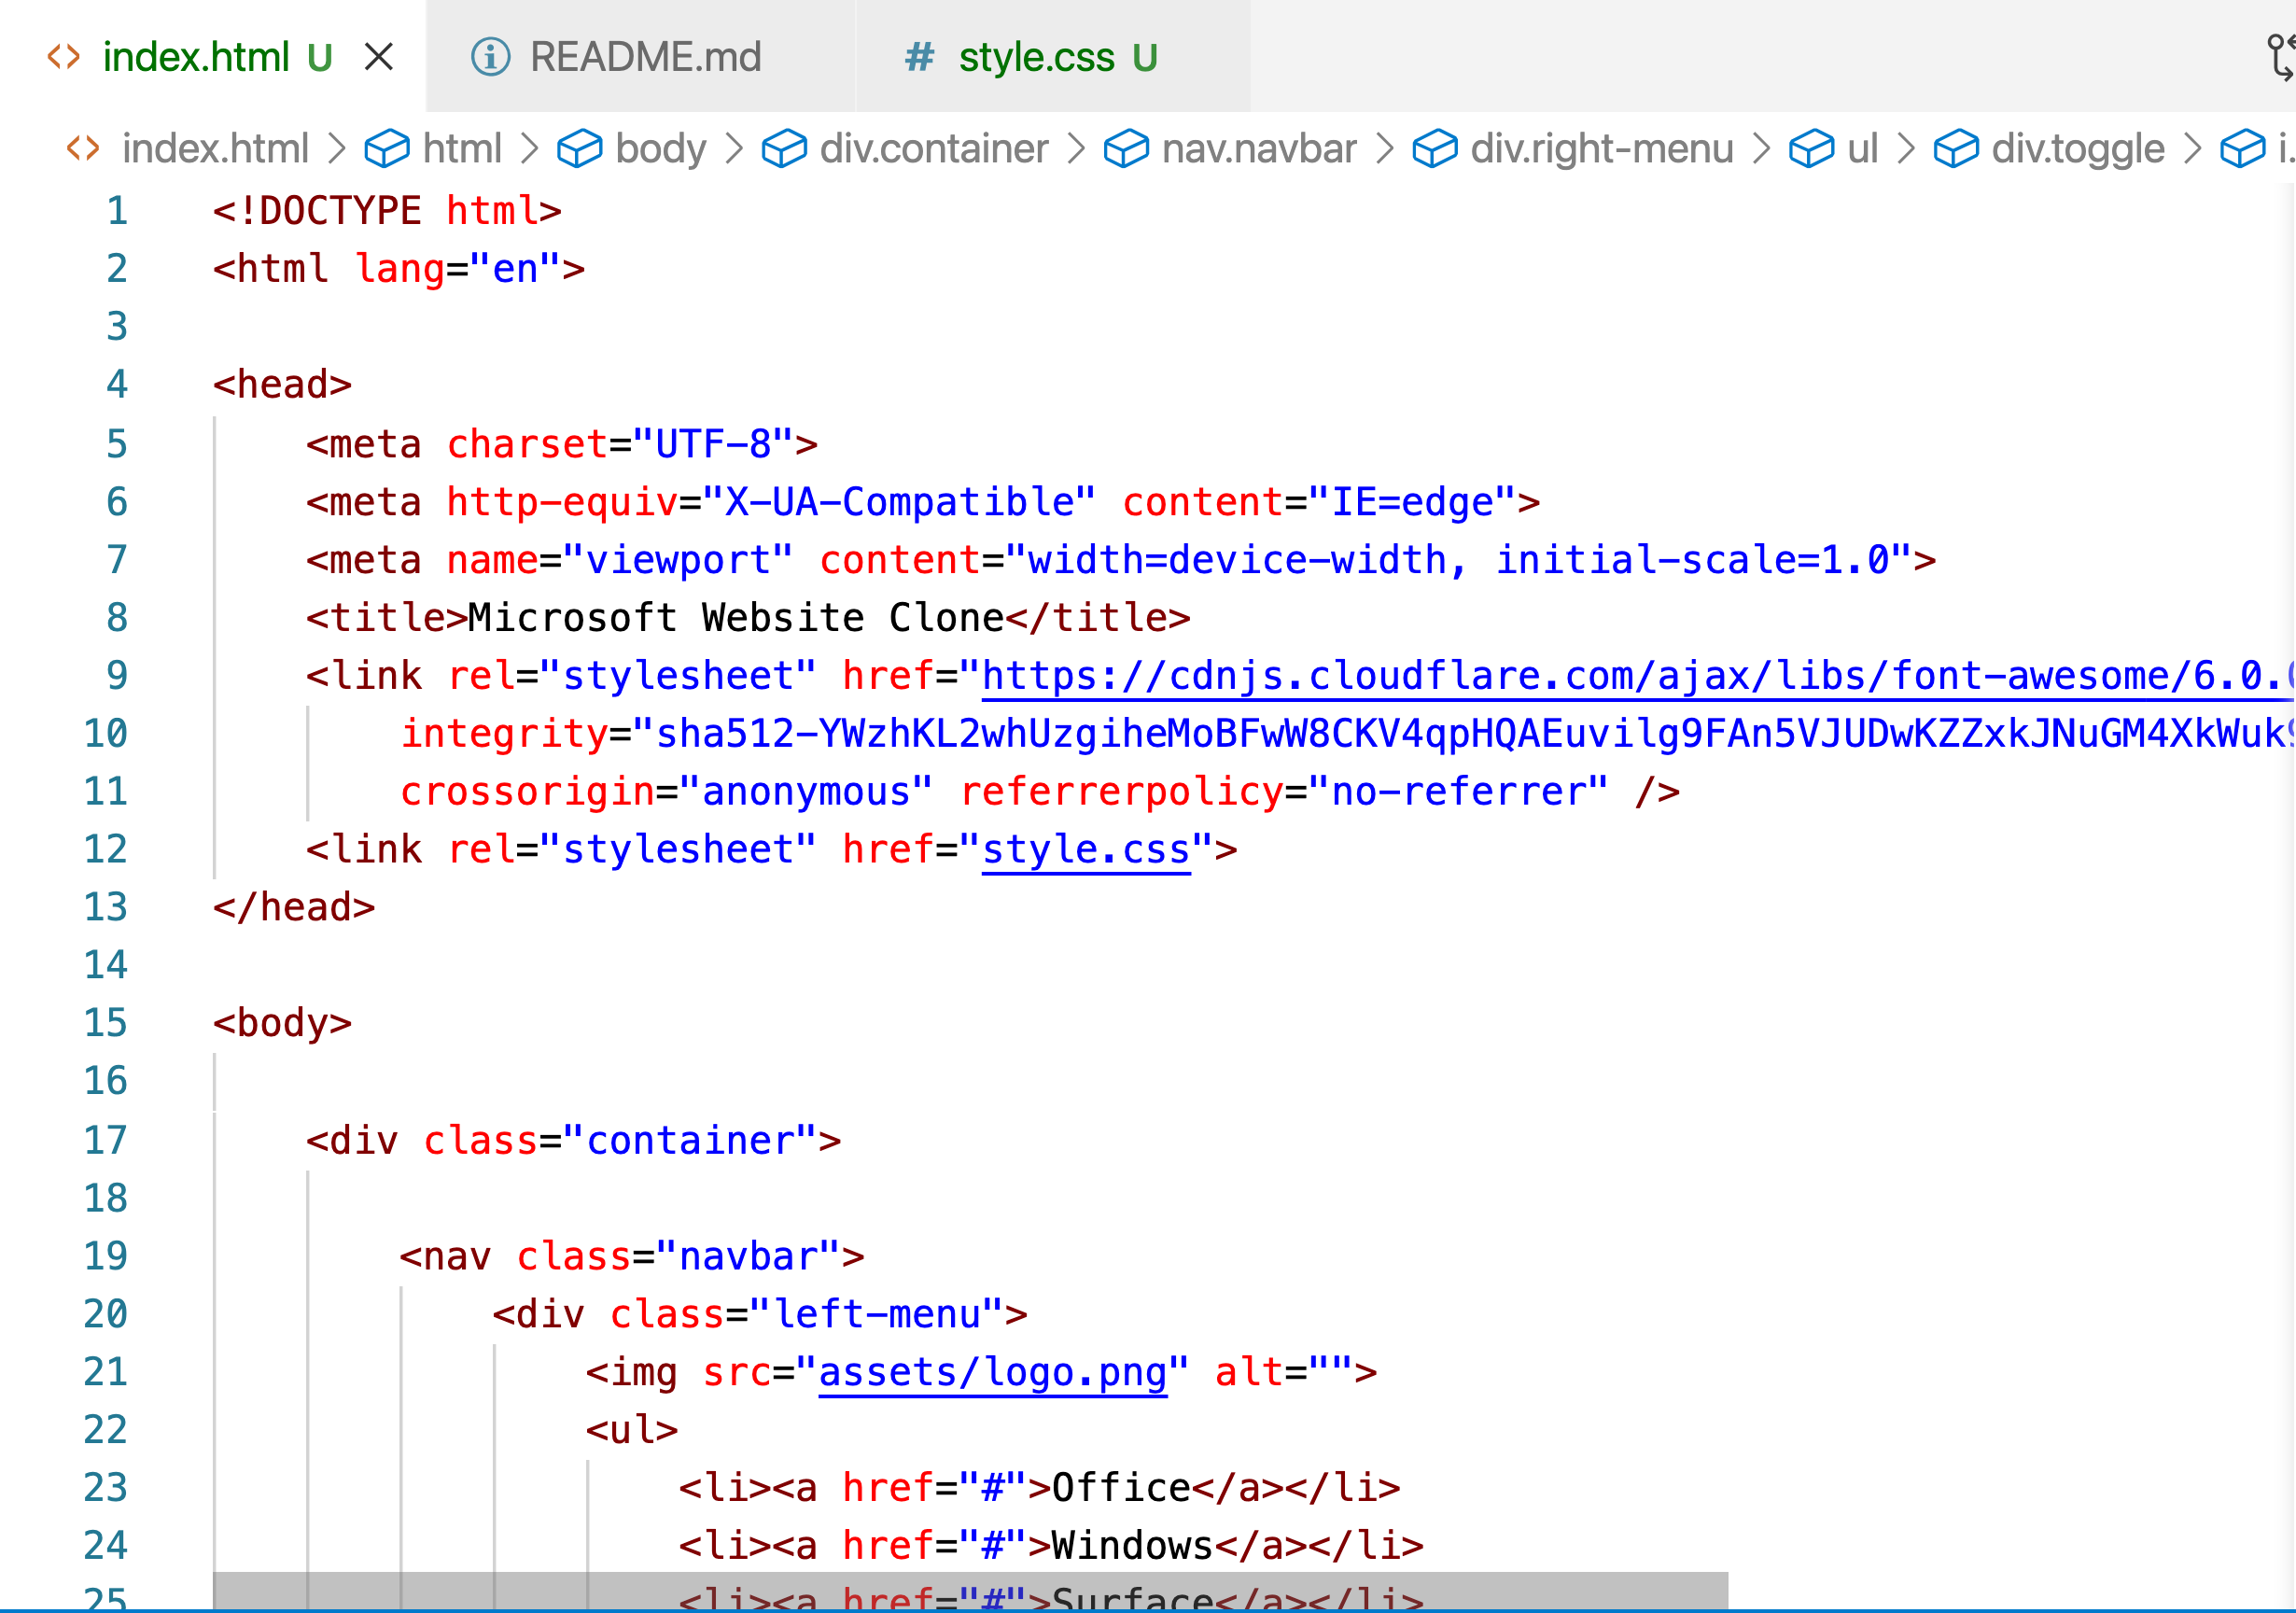 index.html U
README.md
# style.css U
index.html > html > body > div.container > nav.navbar > div.right-menu > ul > div.toggle > i.
1 <!DOCTYPE html>
2 <html lang="en">
3
4 <head>
5 <meta charset="UTF-8">
6 <meta http-equiv="X-UA-Compatible" content="IE=edge">
7 <meta name="viewport" content="width=device-width, initial-scale=1.0">
8 <title>Microsoft Website Clone</title>
9 <link rel="stylesheet" href="https://cdnjs.cloudflare.com/ajax/libs/font-awesome/6.0.
10 integrity="sha512-YWzhKL2whUzgiheMoBFwW8CKV4qpHQAEuvilg9FAn5VJUDwKZZxkJNuGM4XkWuk
11 crossorigin="anonymous" referrerpolicy="no-referrer" />
12 <link rel="stylesheet" href="style.css">
13 </head>
14
15 <body>
16
17 <div class="container">
18
19 <nav class="navbar">
20 <div class="left-menu">
21 <img src="assets/logo.png" alt="">
22 <ul>
23 <li><a href="#">Office</a></li>
24 <li><a href="#">Windows</a></li>
25 <li><a href="#">Surface</a></li>